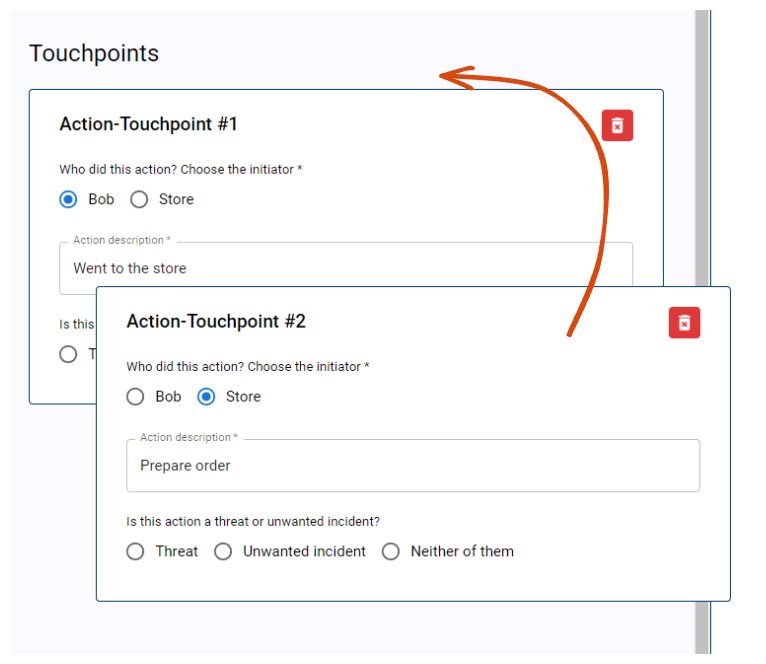 Touchpoints
Action-Touchpoint #1
Who did this action? Choose the initiator *
Bob Store
Action description *
Went to the store
Is this
T
Action-Touchpoint #2
Who did this action? Choose the initiator *
Bob Store
Action description *
Prepare order
Is this action a threat or unwanted incident?
Threat Unwanted incident Neither of them